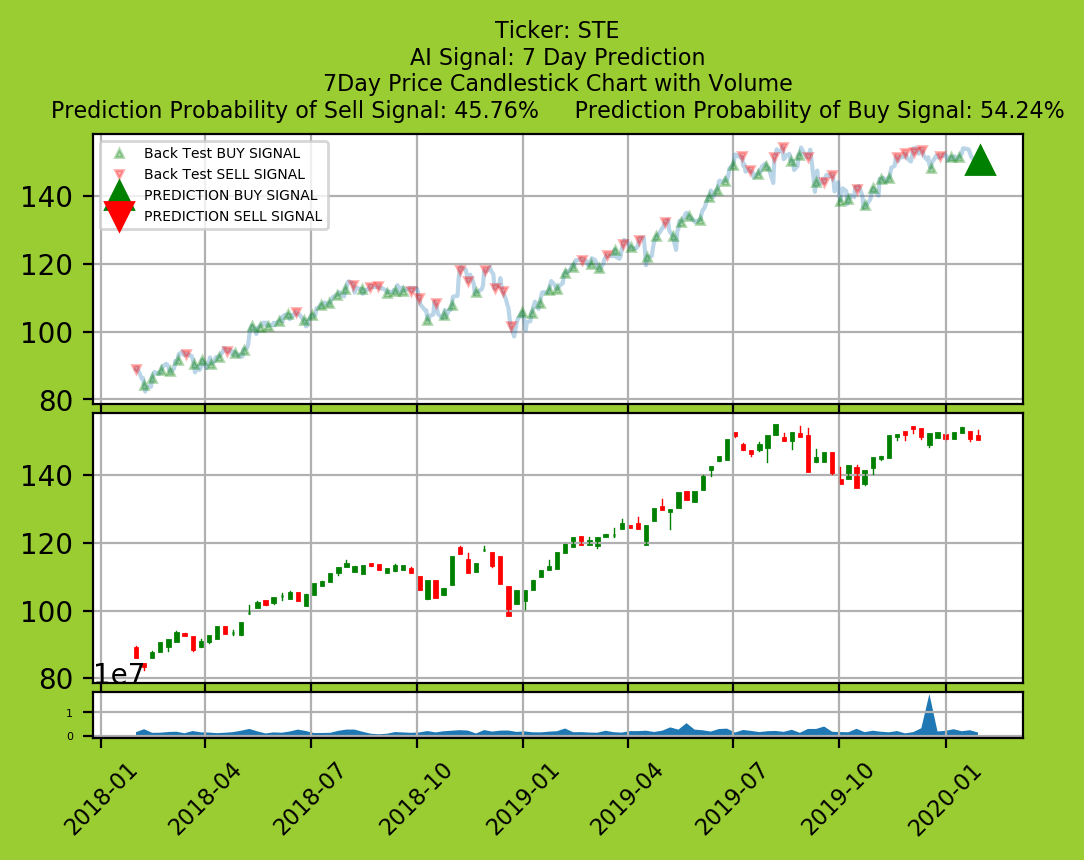 Ticker: STE
AI Signal: 7 Day Prediction
7Day Price Candlestick Chart with Volume
Prediction Probability of Sell Signal: 45.76%     Prediction Probability of Buy Signal: 54.24%
Back Test BUY SIGNAL
Back Test SELL SIGNAL
PREDICTION BUY SIGNAL
PREDICTION SELL SIGNAL
140
120
100
80
140
120
100
80
1e7
1
0
2018-01
2018-04
2018-07
2018-10
2019-01
2019-04
2019-07
2019-10
2020-01